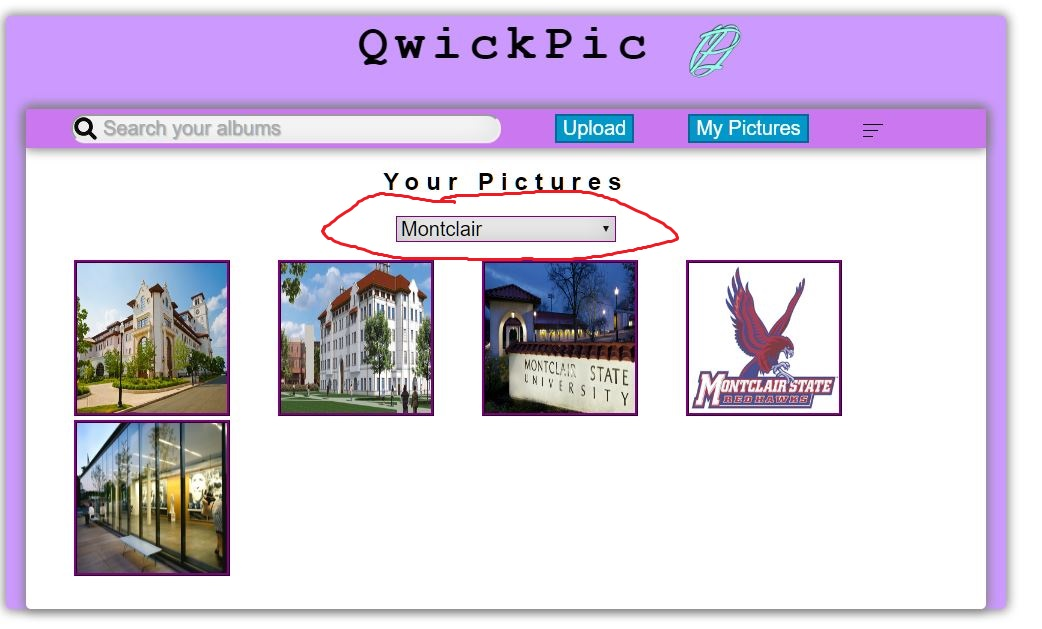 QwickPic
Search your albums
Upload
My Pictures
Your Pictures
Montclair
MONTCLAIR STATE
UNIVERSITY
MONTCLAIR STATE
RED HAWKS